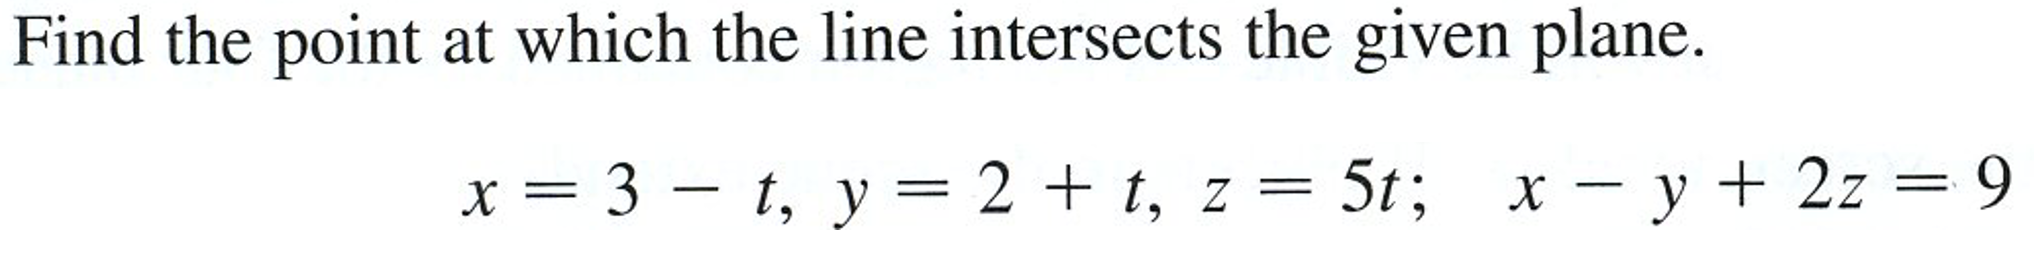 Find the point at which the line intersects the given plane.
x = 3 − t, y = 2 + t, z = 5t; x − y + 2z = 9